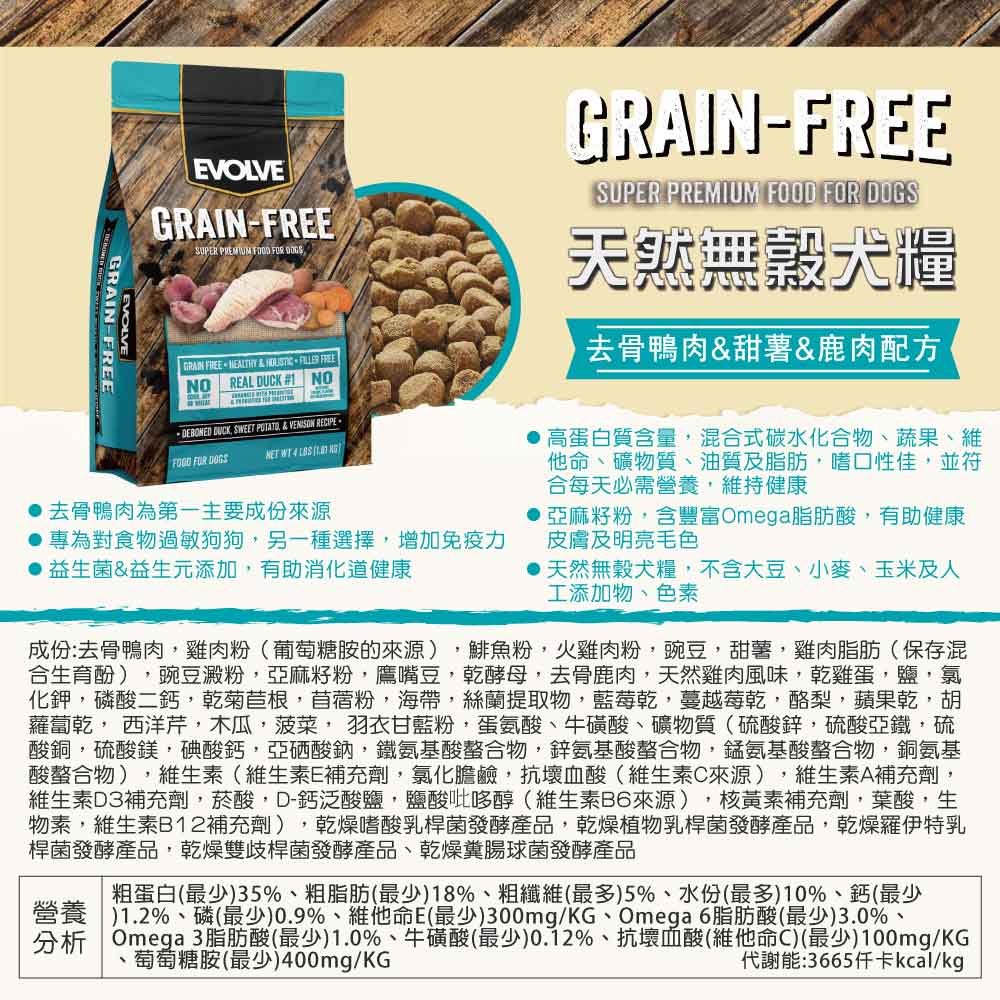 EVOLVE
GRAIN-FREE
SUPER PREMIUM FOOD FOR DOGS
GRAIN FREE • HEALTHY & HOLISTIC • FILLER FREE
NO
CORN, SOY
OR WHEAT
REAL DUCK #1
ENHANCED WITH PREBIOTICS
& PROBIOTICS FOR DIGESTION
NO
• DEBONED DUCK, SWEET POTATO, & VENISON RECIPE •
FOOD FOR DOGS
NET WT 4 LBS (1.81 KG)
EVOLVE
GRAIN-FREE
GRAIN-FREE
SUPER PREMIUM FOOD FOR DOGS
天然無穀犬糧
去骨鴨肉&甜薯&鹿肉配方
● 去骨鴨肉為第一主要成份來源
● 專為對食物過敏狗狗，另一種選擇，增加免疫力
● 益生菌&益生元添加，有助消化道健康
● 高蛋白質含量，混合式碳水化合物、蔬果、維
他命、礦物質、油質及脂肪，嗜口性佳，並符
合每天必需營養，維持健康
● 亞麻籽粉，含豐富Omega脂肪酸，有助健康
皮膚及明亮毛色
● 天然無穀犬糧，不含大豆、小麥、玉米及人
工添加物、色素
成份:去骨鴨肉，雞肉粉（葡萄糖胺的來源），鯡魚粉，火雞肉粉，豌豆，甜薯，雞肉脂肪（保存混
合生育酚），豌豆澱粉，亞麻籽粉，鷹嘴豆，乾酵母，去骨鹿肉，天然雞肉風味，乾雞蛋，鹽，氯
化鉀，磷酸二鈣，乾菊苣根，苜蓿粉，海帶，絲蘭提取物，藍莓乾，蔓越莓乾，酪梨，蘋果乾，胡
蘿蔔乾， 西洋芹，木瓜，菠菜， 羽衣甘藍粉，蛋氨酸、牛磺酸、礦物質（硫酸鋅，硫酸亞鐵，硫
酸銅，硫酸鎂，碘酸鈣，亞硒酸鈉，鐵氨基酸螯合物，鋅氨基酸螯合物，錳氨基酸螯合物，銅氨基
酸螯合物），維生素（維生素E補充劑，氯化膽鹼，抗壞血酸（維生素C來源），維生素A補充劑，
維生素D3補充劑，菸酸，D-鈣泛酸鹽，鹽酸吡哆醇（維生素B6來源），核黃素補充劑，葉酸，生
物素，維生素B12補充劑），乾燥嗜酸乳桿菌發酵產品，乾燥植物乳桿菌發酵產品，乾燥羅伊特乳
桿菌發酵產品，乾燥雙歧桿菌發酵產品、乾燥糞腸球菌發酵產品
營養
分析
粗蛋白(最少)35%、粗脂肪(最少)18%、粗纖維(最多)5%、水份(最多)10%、鈣(最少
)1.2%、磷(最少)0.9%、維他命E(最少)300mg/KG、Omega 6脂肪酸(最少)3.0%、
Omega 3脂肪酸(最少)1.0%、牛磺酸(最少)0.12%、抗壞血酸(維他命C)(最少)100mg/KG
、萄萄糖胺(最少)400mg/KG
代謝能:3665仟卡kcal/kg